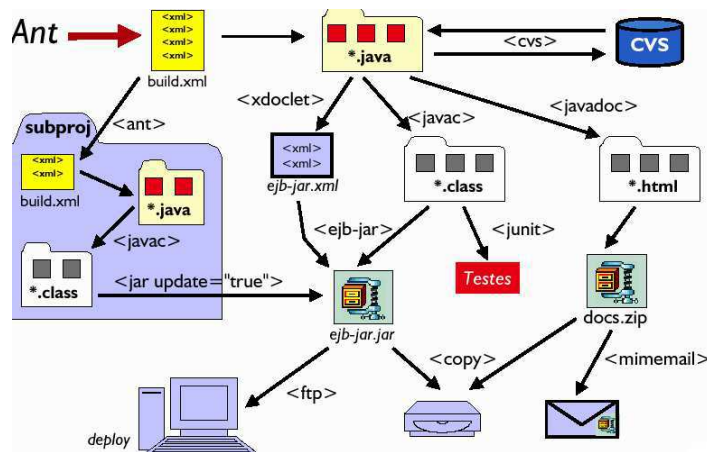 Ant
<xml>
<xml>
<xml>
<xml>
build.xml
*.java
<cvs>
CVS
<xdoclet>
<javac>
<javadoc>
subproj
<ant>
<xml>
<xml>
build.xml
*.java
<javac>
*.class
<xml>
<xml>
ejb-jar.xml
*.class
*.html
<ejb-jar>
<junit>
<jar update="true">
Testes
ejb-jar.jar
docs.zip
<copy>
<mimemail>
<ftp>
deploy